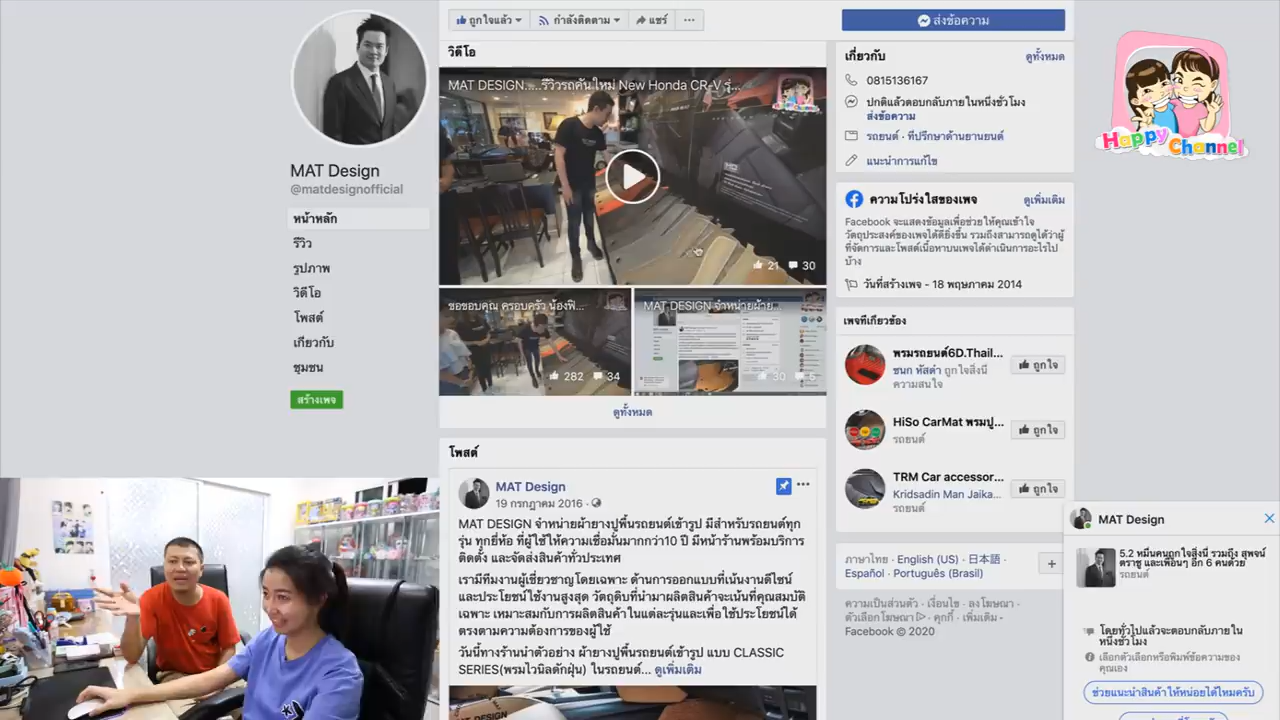 MAT Design
@matdesignofficial
หน้าหลัก
รีวิว
รูปภาพ
วิดีโอ
โพสต์
เกี่ยวกับ
ชุมชน
สร้างเพจ
ถูกใจแล้ว
กำลังติดตาม
แชร์
ส่งข้อความ
วิดีโอ
MAT DESIGN.....รีวิวรถคันใหม่ New Honda CR-V รุ่...
21
30
ขอขอบคุณ ครอบครัว น้องฟิ...
282
34
MAT DESIGN จำหน่ายผ้าย...
30
ดูทั้งหมด
โพสต์
MAT Design
19 กรกฎาคม 2016
MAT DESIGN จำหน่ายผ้ายางปูพื้นรถยนต์เข้ารูป มีสำหรับรถยนต์ทุก
รุ่น ทุกยี่ห้อ ที่ผู้ใช้ให้ความเชื่อมั่นมากกว่า10 ปี มีหน้าร้านพร้อมบริการ
ติดตั้ง และจัดส่งสินค้าทั่วประเทศ
เรามีทีมงานผู้เชี่ยวชาญโดยเฉพาะ ด้านการออกแบบที่เน้นงานดีไซน์
และประโยชน์ใช้งานสูงสุด วัตถุดิบที่นำมาผลิตสินค้าจะเน้นที่คุณสมบัติ
เฉพาะ เหมาะสมกับการผลิตสินค้าในแต่ละรุ่นและเพื่อใช้ประโยชน์ได้
ตรงตามความต้องการของผู้ใช้
วันนี้ทางร้านนำตัวอย่าง ผ้ายางปูพื้นรถยนต์เข้ารูป แบบ CLASSIC
SERIES(พรมไวนิลดักฝุ่น) ในรถยนต์... ดูเพิ่มเติม
เกี่ยวกับ
ดูทั้งหมด
0815136167
ปกติแล้วตอบกลับภายในหนึ่งชั่วโมง
ส่งข้อความ
รถยนต์ · ที่ปรึกษาด้านยานยนต์
แนะนำการแก้ไข
ความโปร่งใสของเพจ
ดูเพิ่มเติม
Facebook จะแสดงข้อมูลเพื่อช่วยให้คุณเข้าใจ
วัตถุประสงค์ของเพจได้ดียิ่งขึ้น รวมถึงสามารถดูได้ว่าผู้
ที่จัดการและโพสต์เนื้อหาบนเพจได้ดำเนินการอะไรไป
บ้าง
วันที่สร้างเพจ - 18 พฤษภาคม 2014
เพจที่เกี่ยวข้อง
พรมรถยนต์6D.Thail...
ชนก หัสดำ ถูกใจสิ่งนี้
ความสนใจ
ถูกใจ
HiSo CarMat พรมปู...
รถยนต์
ถูกใจ
TRM Car accessor...
Kridsadin Man Jaika...
รถยนต์
ถูกใจ
ภาษาไทย · English (US) · 日本語 ·
Español · Português (Brasil)
ความเป็นส่วนตัว · เงื่อนไข · ลงโฆษณา ·
ตัวเลือกโฆษณา · คุกกี้ · เพิ่มเติม ·
Facebook © 2020
Happy Channel
MAT Design
5.2 หมื่นคนถูกใจสิ่งนี้ รวมถึง สุพจน์
ตราชู และเพื่อนๆ อีก 6 คนด้วย
รถยนต์
โดยทั่วไปแล้วจะตอบกลับภายใน
หนึ่งชั่วโมง
เลือกตัวเลือกหรือพิมพ์ข้อความของ
คุณเอง
ช่วยแนะนำสินค้าให้หน่อยได้ไหมครับ